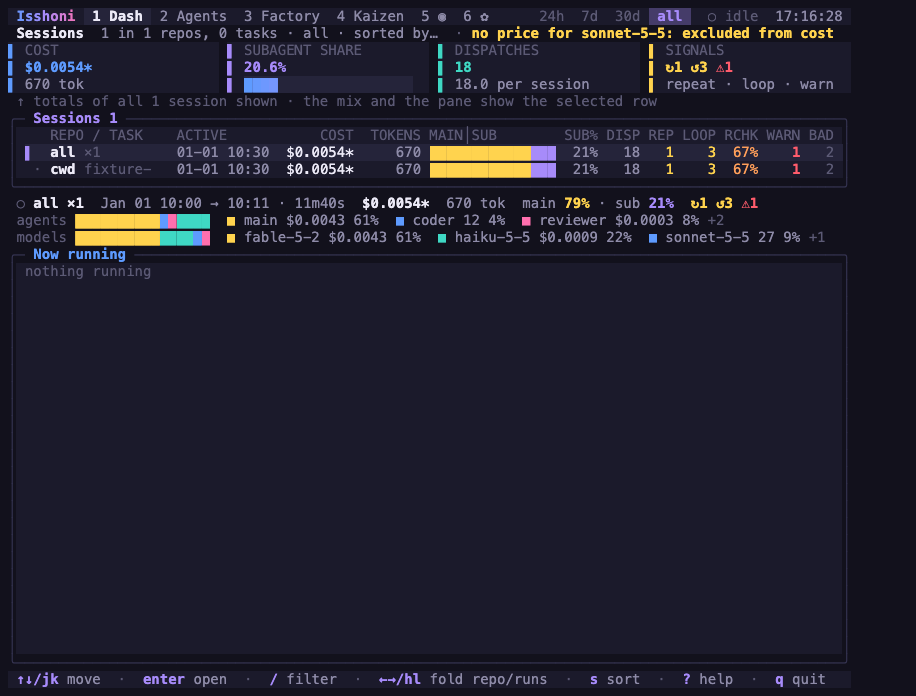 Isshoni 1 Dash 2 Agents 3 Factory 4 Kaizen 5 ◉ 6 ✿ 24h 7d 30d all ○ idle 17:16:28
Sessions 1 in 1 repos, 0 tasks · all · sorted by… · no price for sonnet-5-5: excluded from cost
COST SUBAGENT SHARE DISPATCHES SIGNALS
$0.0054* 20.6% 18 ↻1 ↺3 ⚠1
670 tok 18.0 per session repeat · loop · warn
↑ totals of all 1 session shown · the mix and the pane show the selected row
Sessions 1
REPO / TASK ACTIVE COST TOKENS MAIN│SUB SUB% DISP REP LOOP RCHK WARN BAD
all ×1 01-01 10:30 $0.0054* 670 21% 18 1 3 67% 1 2
· cwd fixture— 01-01 10:30 $0.0054* 670 21% 18 1 3 67% 1 2
○ all ×1 Jan 01 10:00 → 10:11 · 11m40s $0.0054* 670 tok main 79% · sub 21% ↻1 ↺3 ⚠1
agents main $0.0043 61% coder 12 4% reviewer $0.0003 8% +2
models fable-5-2 $0.0043 61% haiku-5-5 $0.0009 22% sonnet-5-5 27 9% +1
Now running
nothing running
↑↓/jk move · enter open · / filter · ←→/hl fold repo/runs · s sort · ? help · q quit